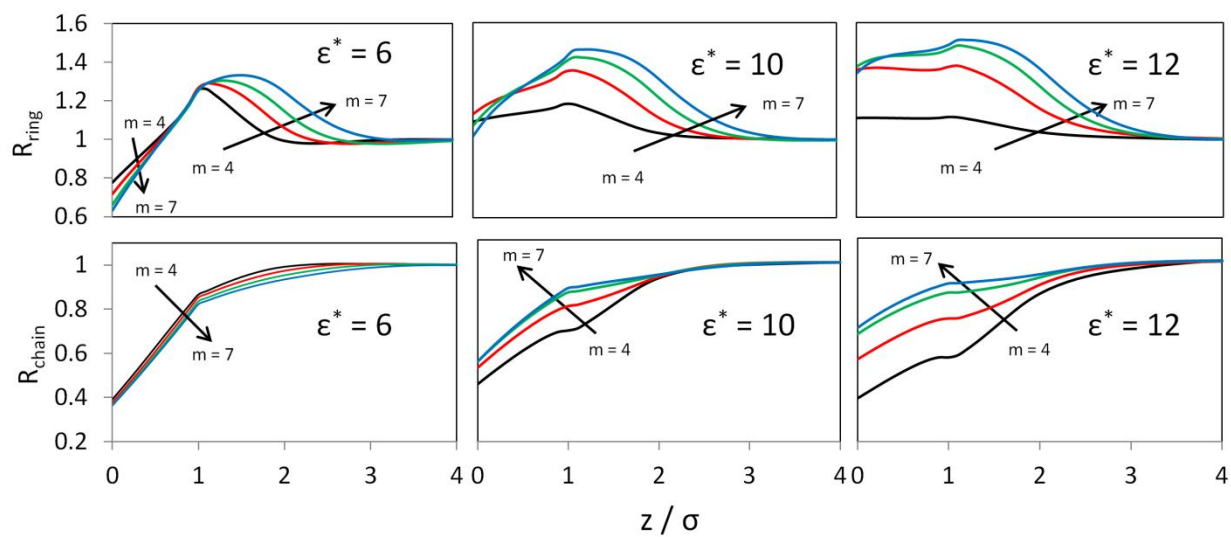 R_ring
1.6
1.4
1.2
1
0.8
0.6
m = 4
m = 7
ε* = 6
m = 7
m = 4
ε* = 10
m = 7
m = 4
ε* = 12
m = 7
m = 4
R_chain
1
0.8
0.6
0.4
0.2
m = 4
m = 7
ε* = 6
m = 7
m = 4
ε* = 10
m = 7
m = 4
ε* = 12
0 1 2 3 4
0 1 2 3 4
0 1 2 3 4
z / σ